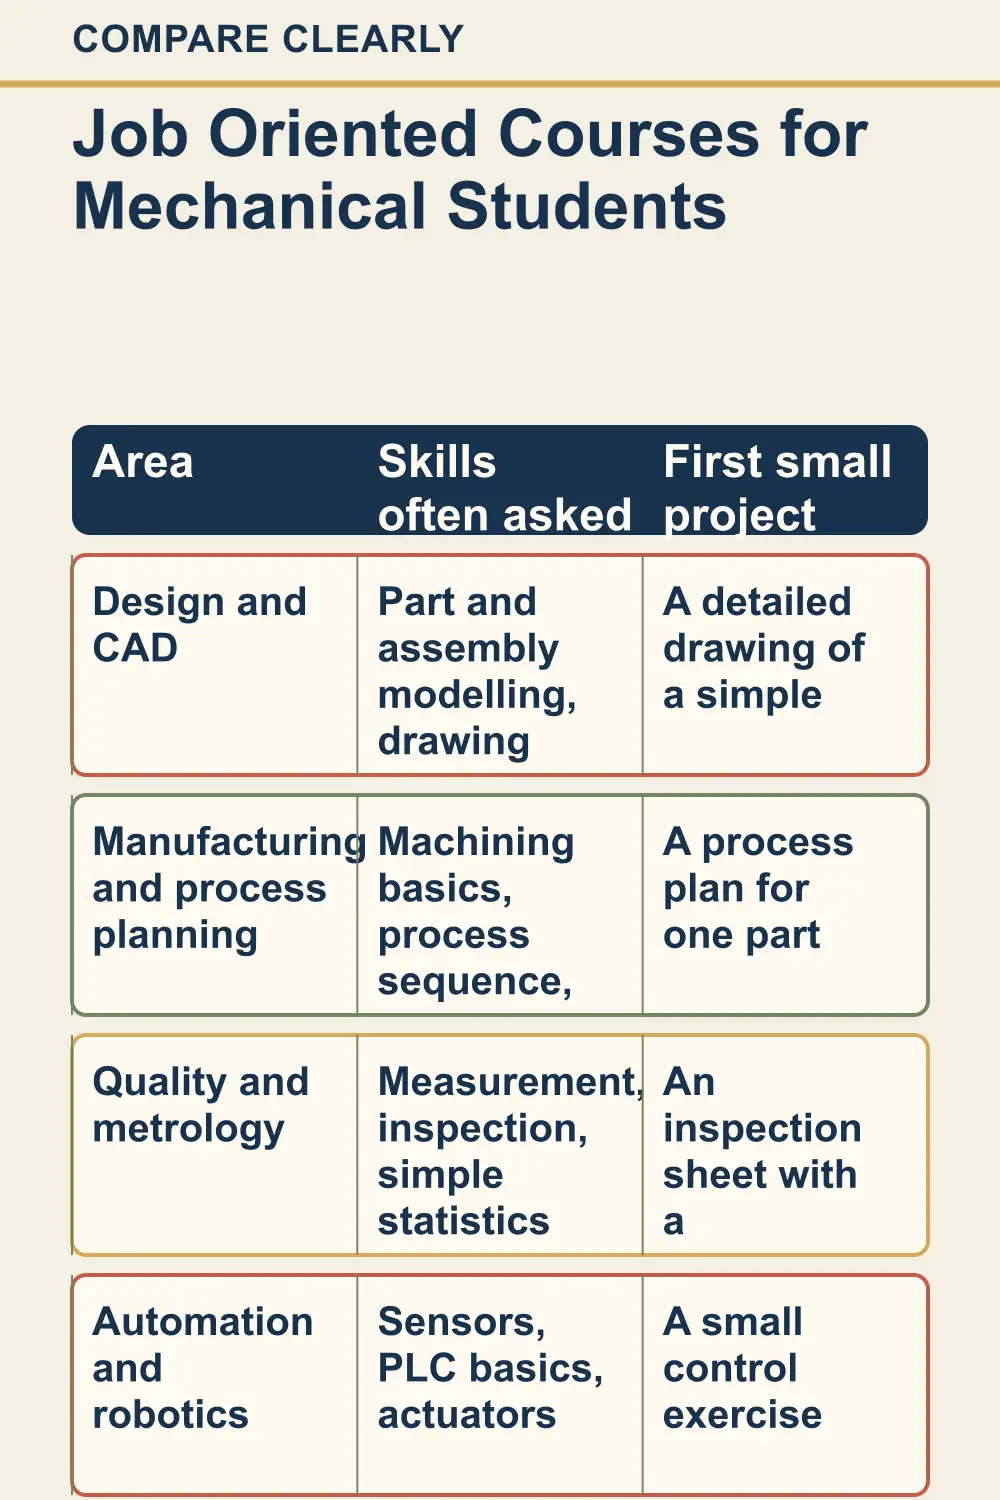 COMPARE CLEARLY
Job Oriented Courses for
Mechanical Students
Area
Skills
often asked
First small
project
Design and
CAD
Part and
assembly
modelling,
drawing
A detailed
drawing of
a simple
Manufacturing
and process
planning
Machining
basics,
process
sequence,
A process
plan for
one part
Quality and
metrology
Measurement,
inspection,
simple
statistics
An
inspection
sheet with
a
Automation
and
robotics
Sensors,
PLC basics,
actuators
A small
control
exercise